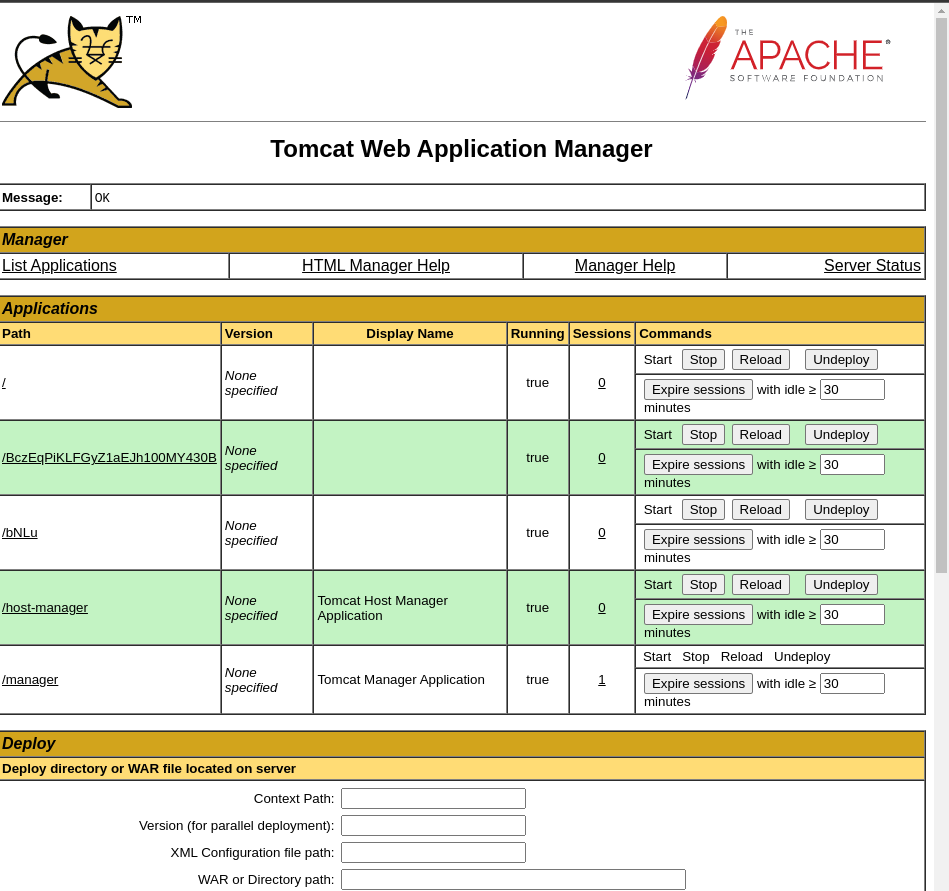 TM
THE
APACHE®
SOFTWARE FOUNDATION
Tomcat Web Application Manager
Message: OK
Manager
List Applications HTML Manager Help Manager Help Server Status
Applications
Path Version Display Name Running Sessions Commands
/ None specified true 0 Start Stop Reload Undeploy
Expire sessions with idle ≥ 30 minutes
/BczEqPiKLFGyZ1aEJh100MY430B None specified true 0 Start Stop Reload Undeploy
Expire sessions with idle ≥ 30 minutes
/bNLu None specified true 0 Start Stop Reload Undeploy
Expire sessions with idle ≥ 30 minutes
/host-manager None specified Tomcat Host Manager Application true 0 Start Stop Reload Undeploy
Expire sessions with idle ≥ 30 minutes
/manager None specified Tomcat Manager Application true 1 Start Stop Reload Undeploy
Expire sessions with idle ≥ 30 minutes
Deploy
Deploy directory or WAR file located on server
Context Path:
Version (for parallel deployment):
XML Configuration file path:
WAR or Directory path: